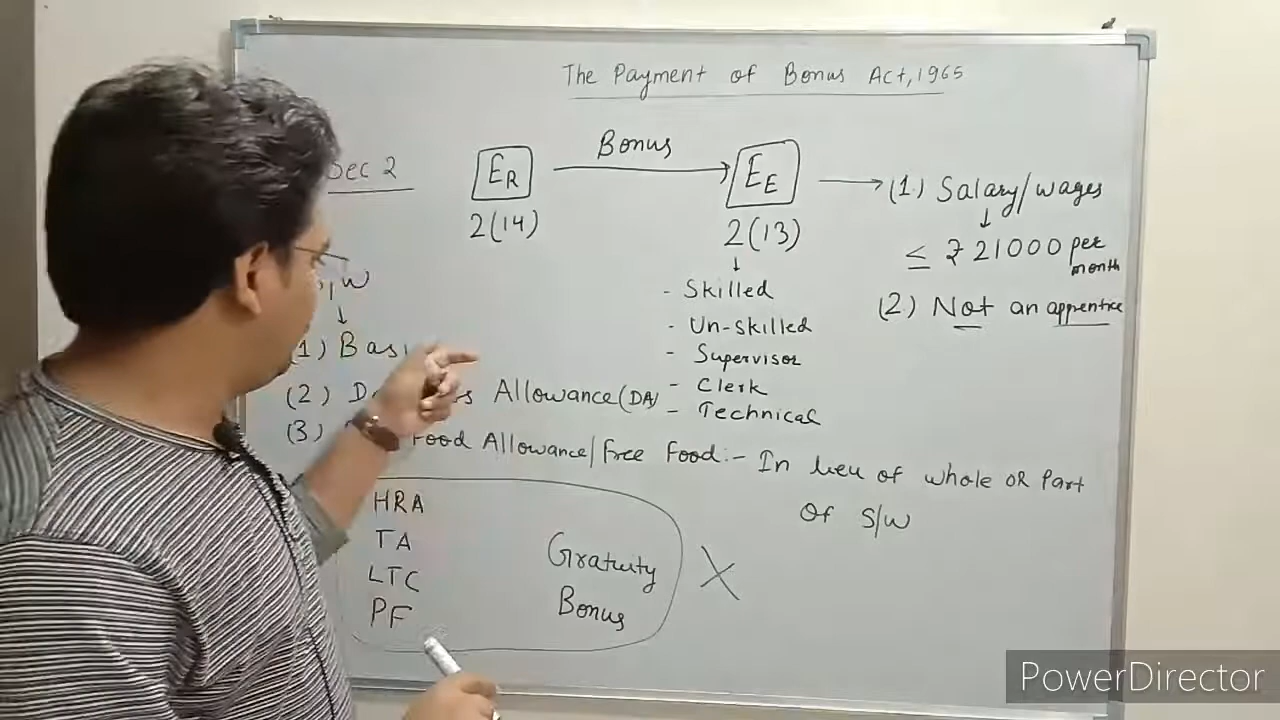 The Payment of Bonus Act, 1965
Sec 2
ER
Bonus
EE
(1) Salary/wages
2(14)
2(13)
≤ ₹21000 per month
(2) Not an apprentice
- Skilled
- Un-skilled
- Supervisor
- Clerk
- Technical
(1)
(2) Allowance (DA)
(3) Food Allowance/Free Food:- In lieu of whole or Part
of S/W
HRA
TA
LTC
PF
Gratuity
Bonus
X
PowerDirector